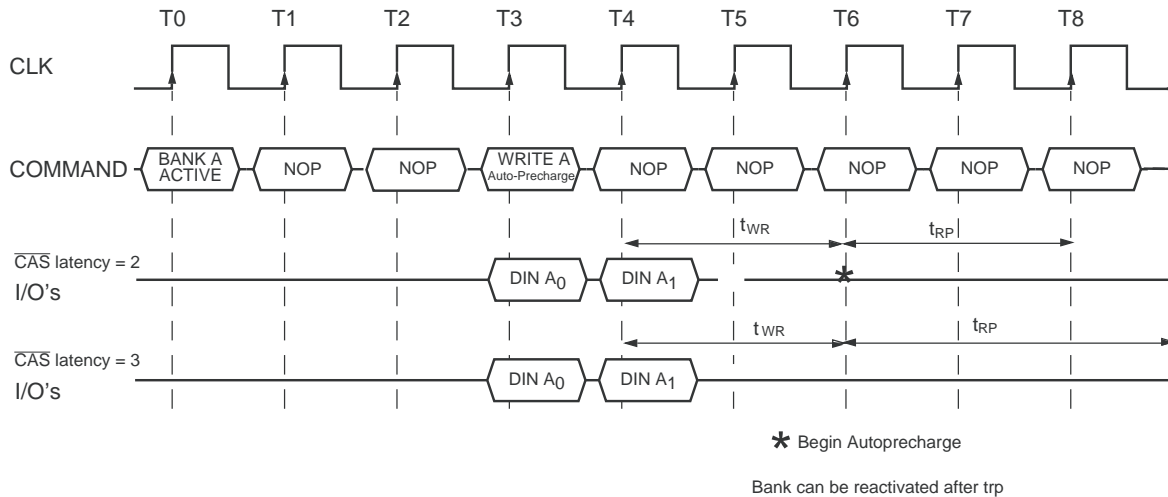 T0 T1 T2 T3 T4 T5 T6 T7 T8
CLK
COMMAND
BANK A
ACTIVE
NOP
NOP
WRITE A
Auto-Precharge
NOP
NOP
NOP
NOP
NOP
tWR
tRP
CAS latency = 2
I/O's
DIN A0
DIN A1
*
tWR
tRP
CAS latency = 3
I/O's
DIN A0
DIN A1
* Begin Autoprecharge
Bank can be reactivated after trp